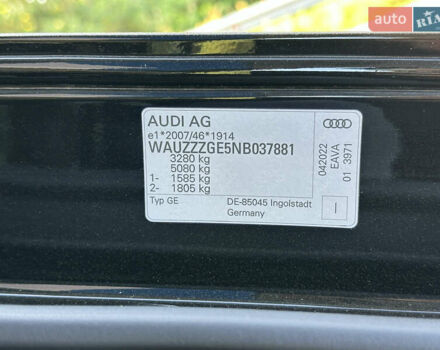 AUTO
RIA
AUDI AG
e1*2007/46*1914
WAUZZZGE5NB037881
3280 kg
5080 kg
1- 1585 kg
2- 1805 kg
Typ GE
DE-85045 Ingolstadt
Germany
042022
EAVA
01 3971
I